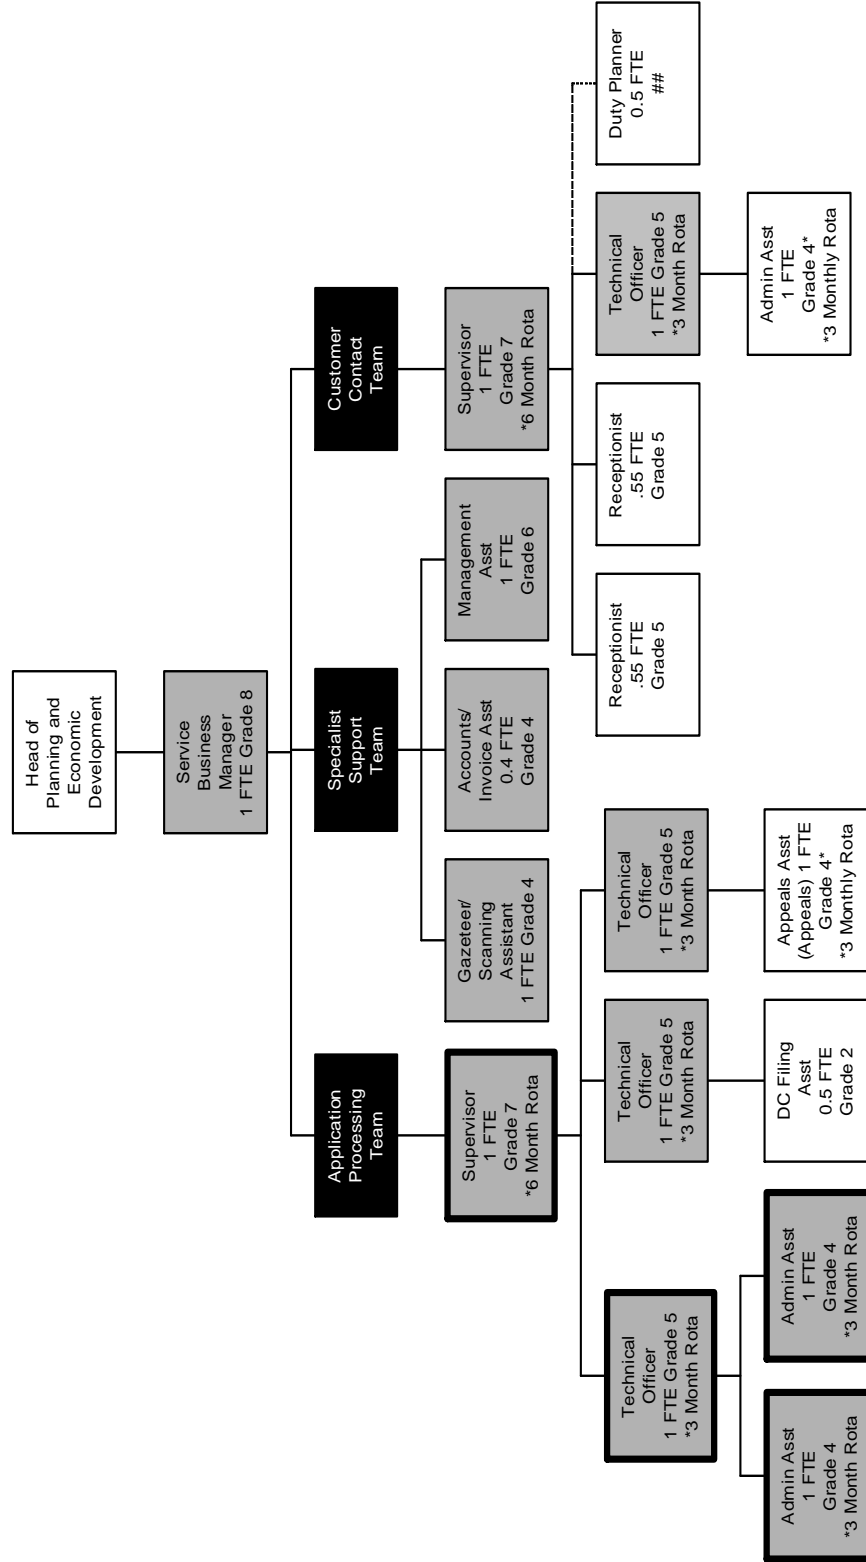 Head of
Planning and
Economic
Development
Service
Business
Manager
1 FTE Grade 8
Application
Processing
Team
Specialist
Support
Team
Customer
Contact
Team
Supervisor
1 FTE
Grade 7
*6 Month Rota
Gazeteer/
Scanning
Assistant
1 FTE Grade 4
Accounts/
Invoice Asst
0.4 FTE
Grade 4
Management
Asst
1 FTE
Grade 6
Supervisor
1 FTE
Grade 7
*6 Month Rota
Technical
Officer
1 FTE Grade 5
*3 Month Rota
Technical
Officer
1 FTE Grade 5
*3 Month Rota
Technical
Officer
1 FTE Grade 5
*3 Month Rota
Receptionist
.55 FTE
Grade 5
Receptionist
.55 FTE
Grade 5
Technical
Officer
1 FTE Grade 5
*3 Month Rota
Duty Planner
0.5 FTE
##
Admin Asst
1 FTE
Grade 4
*3 Month Rota
Admin Asst
1 FTE
Grade 4
*3 Month Rota
DC Filing
Asst
0.5 FTE
Grade 2
Appeals Asst
(Appeals) 1 FTE
Grade 4*
*3 Monthly Rota
Admin Asst
1 FTE
Grade 4*
*3 Monthly Rota